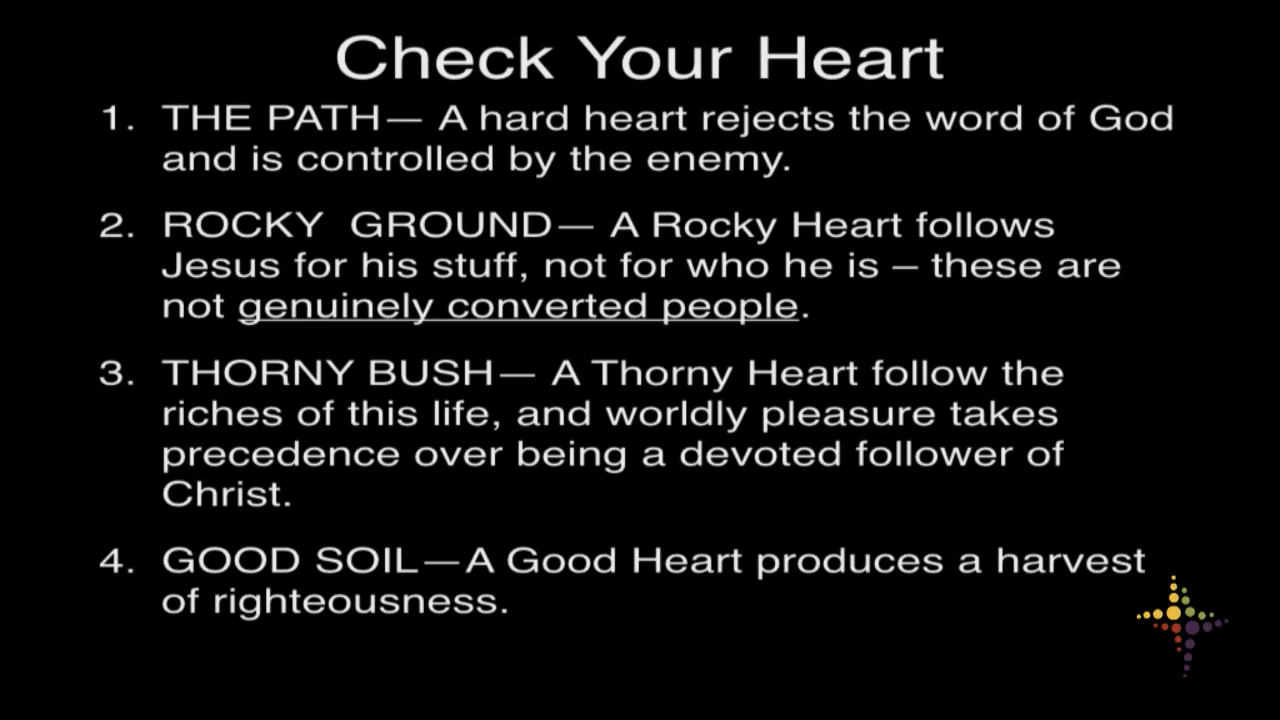 Check Your Heart
1. THE PATH— A hard heart rejects the word of God
and is controlled by the enemy.
2. ROCKY  GROUND— A Rocky Heart follows
Jesus for his stuff, not for who he is – these are
not genuinely converted people.
3. THORNY BUSH— A Thorny Heart follow the
riches of this life, and worldly pleasure takes
precedence over being a devoted follower of
Christ.
4. GOOD SOIL—A Good Heart produces a harvest
of righteousness.